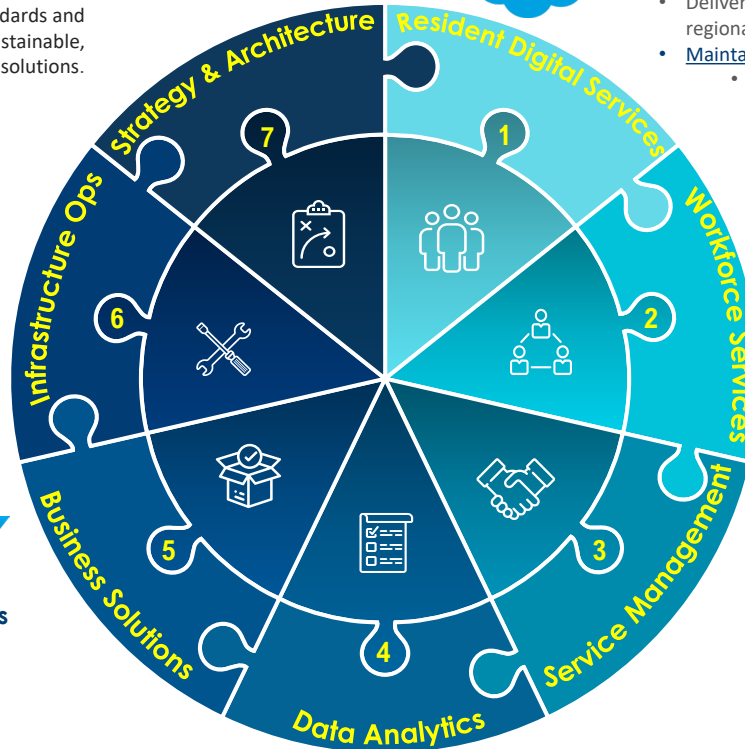 dards and
stainable,
solutions.
Deliver
regiona
Mainta
Strategy & Architecture
7
Resident Digital Services
1
Workforce Services
2
Service Management
3
Data Analytics
4
Business Solutions
5
Infrastructure Ops
6
s